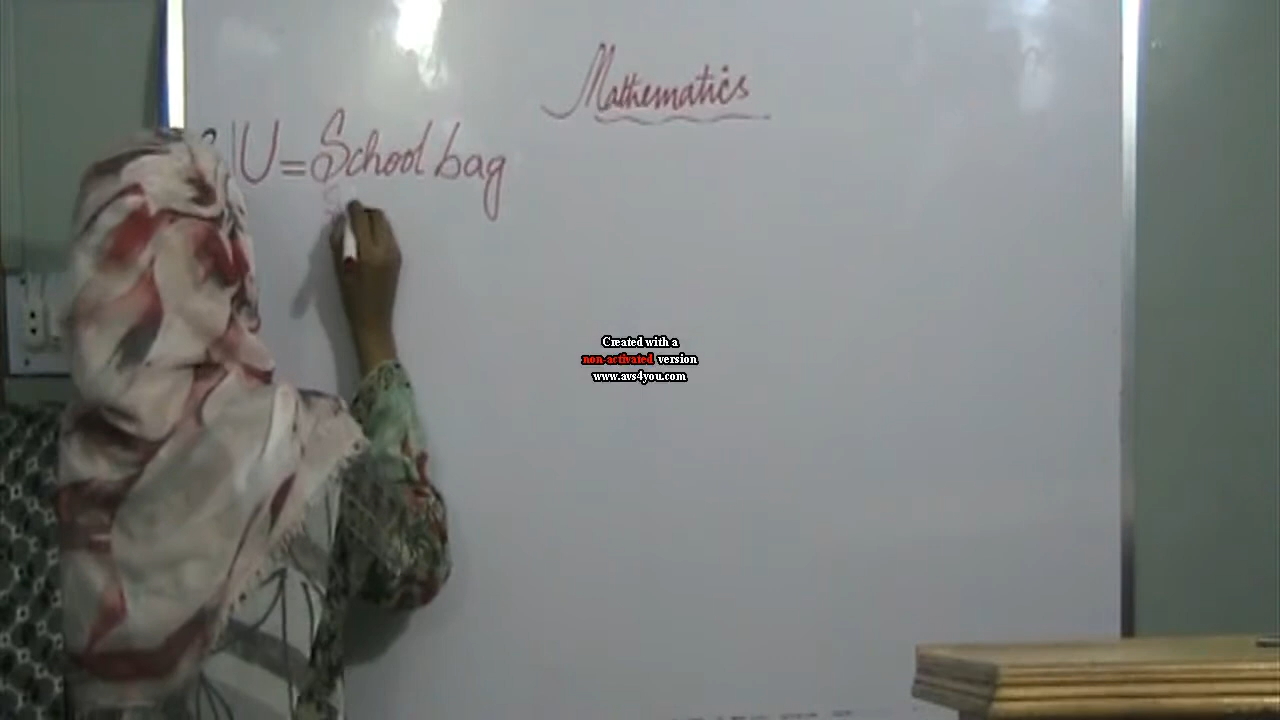 Mathematics
U = School bag
Created with a
non-activated version
www.avs4you.com